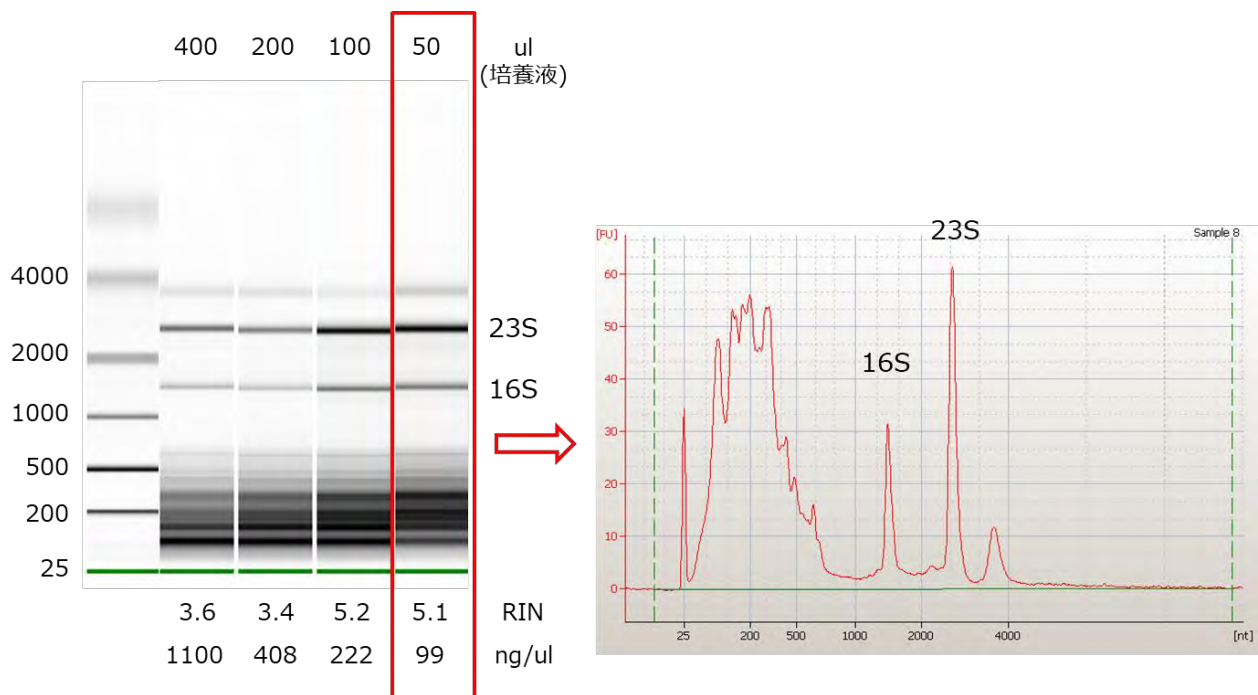 400 200 100 50 ul
(培養液)
4000
2000
1000
500
200
25
23S
16S
3.6 3.4 5.2 5.1 RIN
1100 408 222 99 ng/ul
23S
[FU]
Sample 8
60
50
40
30
20
10
0
16S
25 200 500 1000 2000 4000 [nt]